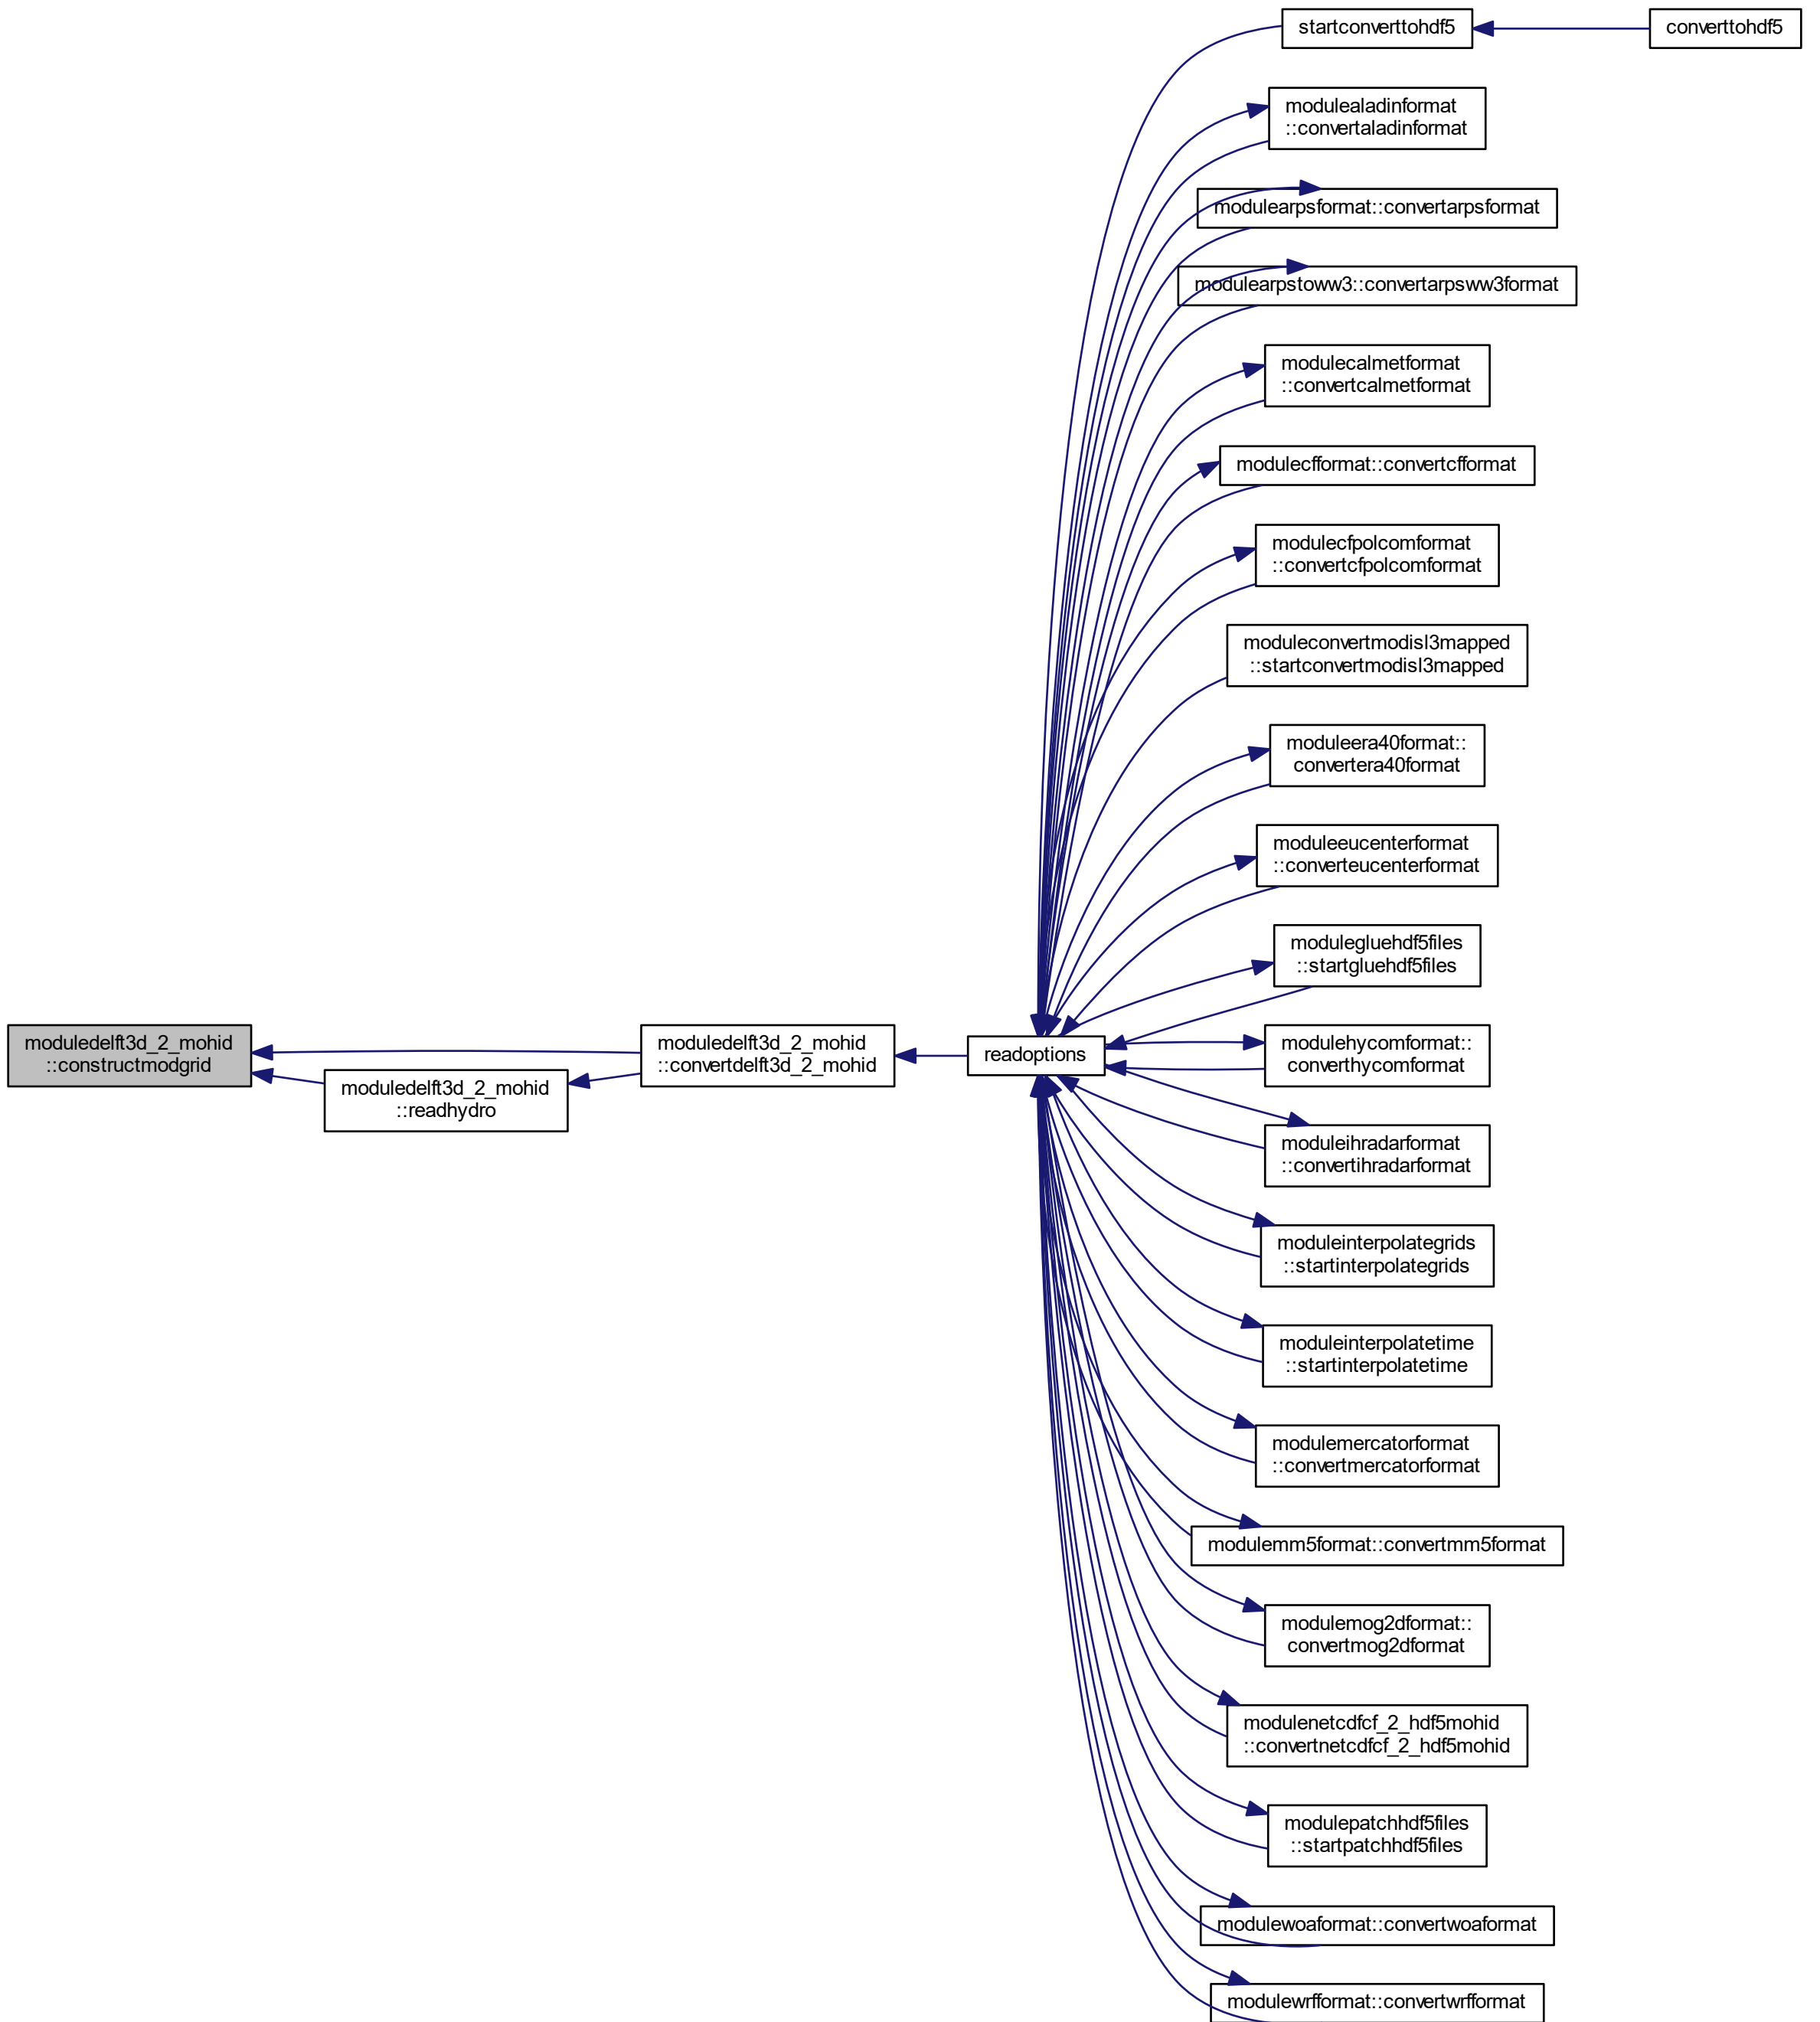 startconverttohdf5
converttohdf5
modulealadinformat
::convertaladinformat
modulearpsformat::convertarpsformat
modulearpstoww3::convertarpsww3format
modulecalmetformat
::convertcalmetformat
modulecfformat::convertcfformat
modulecfpolcomformat
::convertcfpolcomformat
moduleconvertmodisl3mapped
::startconvertmodisl3mapped
moduleera40format::
convertera40format
moduleeucenterformat
::converteucenterformat
modulegluehdf5files
::startgluehdf5files
moduledelft3d_2_mohid
::constructmodgrid
moduledelft3d_2_mohid
::readhydro
moduledelft3d_2_mohid
::convertdelft3d_2_mohid
readoptions
modulehycomformat::
converthycomformat
moduleihradarformat
::convertihradarformat
moduleinterpolategrids
::startinterpolategrids
moduleinterpolatetime
::startinterpolatetime
modulemercatorformat
::convertmercatorformat
modulemm5format::convertmm5format
modulemog2dformat::
convertmog2dformat
modulenetcdfcf_2_hdf5mohid
::convertnetcdfcf_2_hdf5mohid
modulepatchhdf5files
::startpatchhdf5files
modulewoaformat::convertwoaformat
modulewrfformat::convertwrfformat